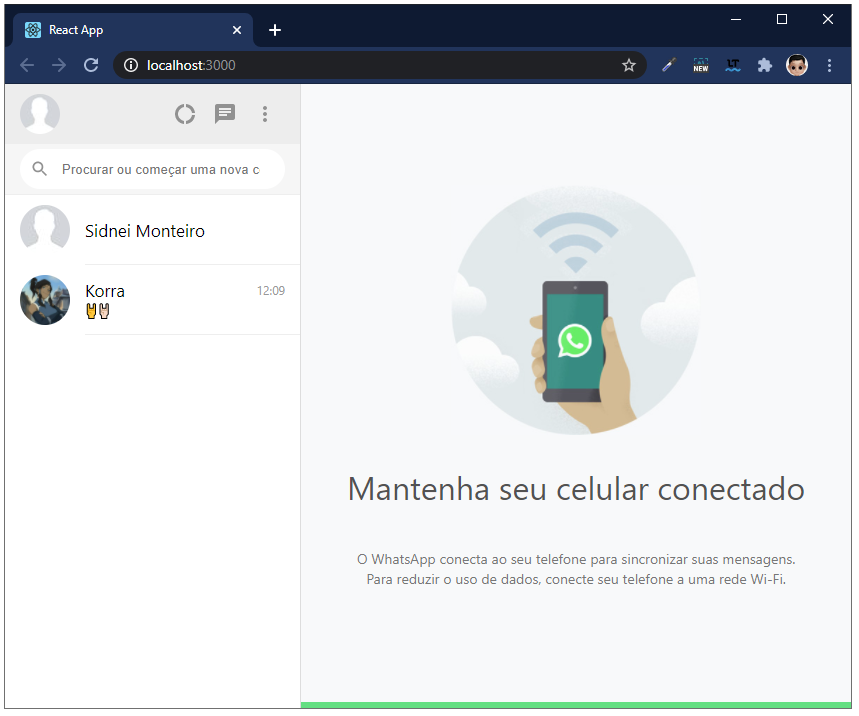 React App
localhost:3000
NEW
LT
Procurar ou começar uma nova c
Sidnei Monteiro
Korra
12:09
🤘🤘🏻
Mantenha seu celular conectado
O WhatsApp conecta ao seu telefone para sincronizar suas mensagens.
Para reduzir o uso de dados, conecte seu telefone a uma rede Wi-Fi.